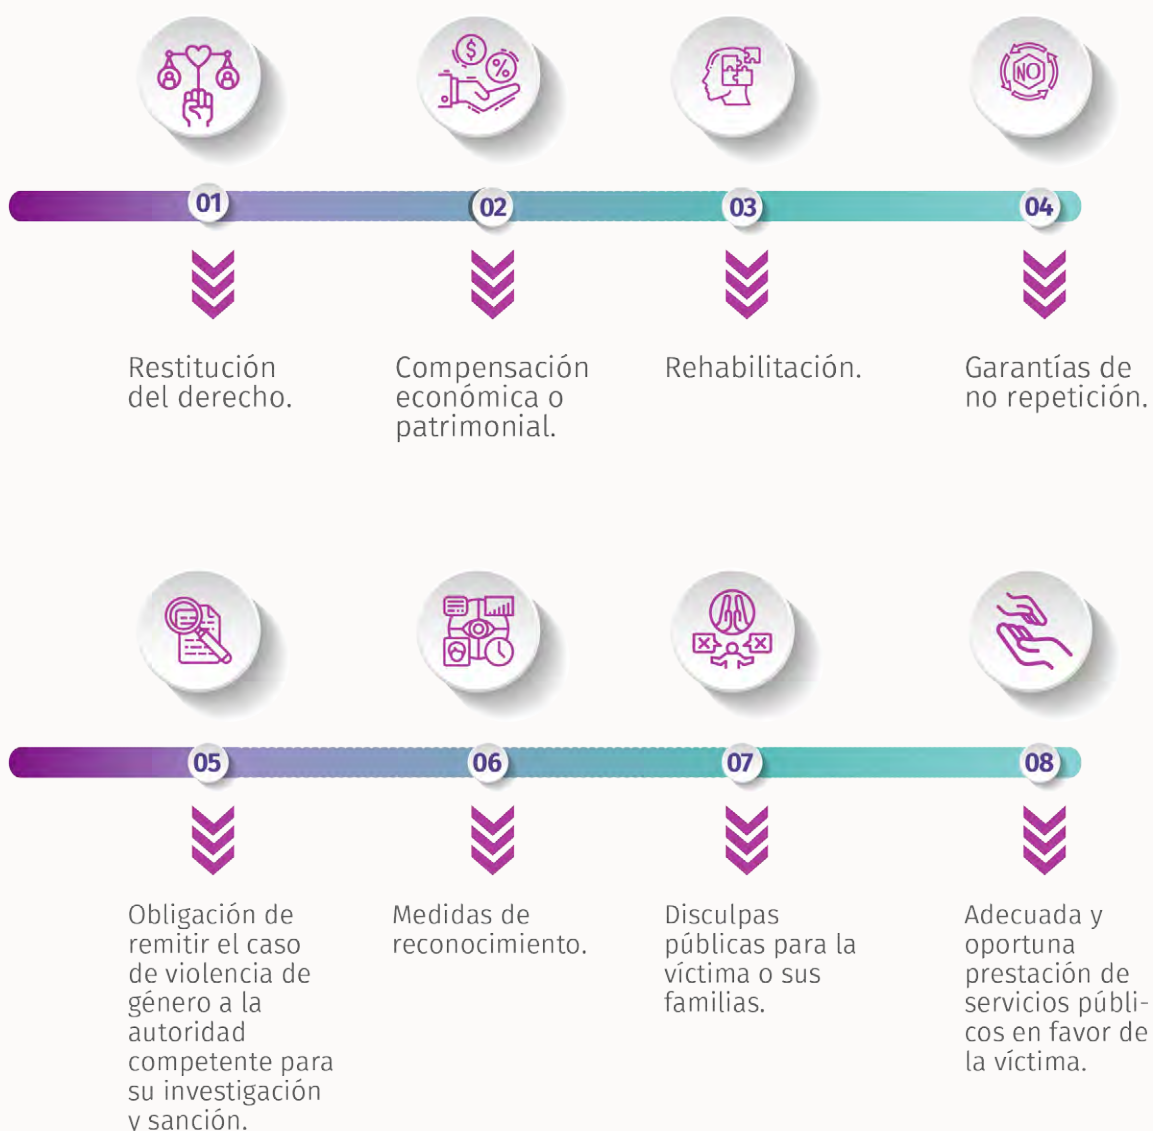 $
%
NO
01
02
03
04
Restitución
del derecho.
Compensación
económica o
patrimonial.
Rehabilitación.
Garantías de
no repetición.
05
06
07
08
Obligación de
remitir el caso
de violencia de
género a la
autoridad
competente para
su investigación
y sanción.
Medidas de
reconocimiento.
Disculpas
públicas para la
víctima o sus
familias.
Adecuada y
oportuna
prestación de
servicios públi-
cos en favor de
la víctima.